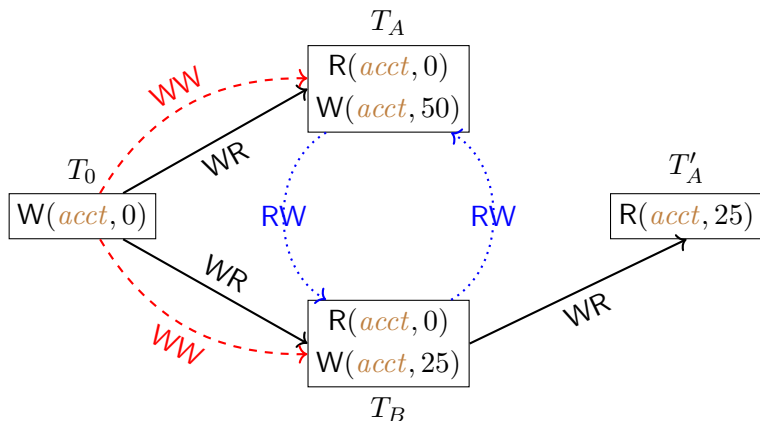 T_A
R(acct, 0)
W(acct, 50)
WW
WR
T_0
W(acct, 0)
RW
RW
T'_A
R(acct, 25)
WR
WW
R(acct, 0)
W(acct, 25)
WR
T_B